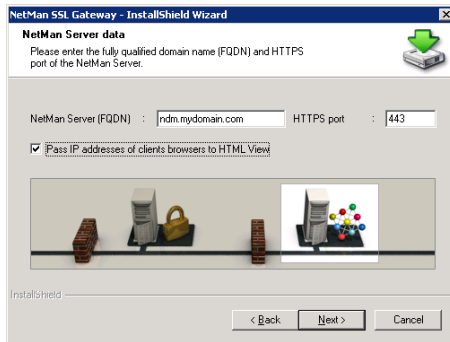 NetMan SSL Gateway - InstallShield Wizard
NetMan Server data
Please enter the fully qualified domain name (FQDN) and HTTPS
port of the NetMan Server.
NetMan Server (FQDN) : ndm.mydomain.com HTTPS port : 443
Pass IP addresses of clients browsers to HTML View
InstallShield
< Back Next > Cancel